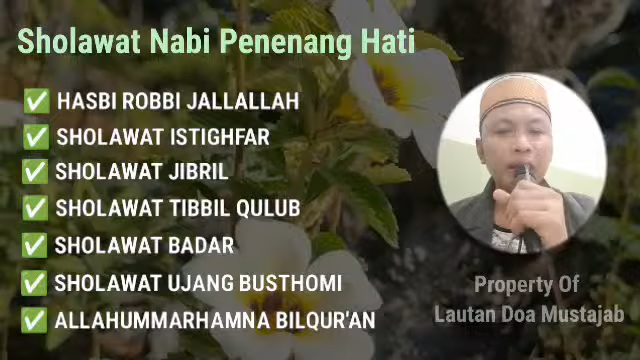 Sholawat Nabi Penenang Hati
✅ HASBI ROBBI JALLALLAH
✅ SHOLAWAT ISTIGHFAR
✅ SHOLAWAT JIBRIL
✅ SHOLAWAT TIBBIL QULUB
✅ SHOLAWAT BADAR
✅ SHOLAWAT UJANG BUSTHOMI
✅ ALLAHUMMARHAMNA BILQUR'AN
Property Of
Lautan Doa Mustajab